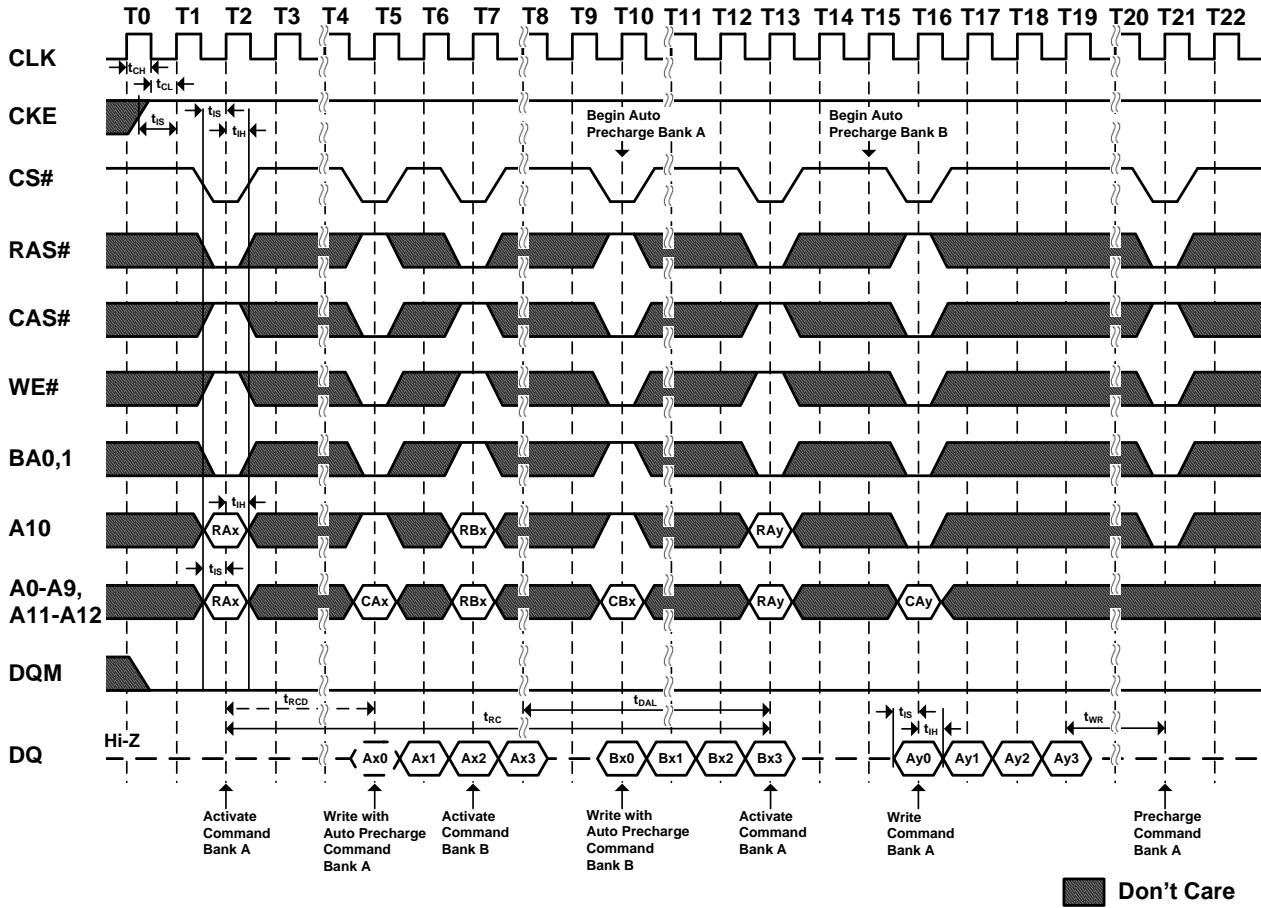 T0 T1 T2 T3 T4 T5 T6 T7 T8 T9 T10 T11 T12 T13 T14 T15 T16 T17 T18 T19 T20 T21 T22
CLK
tCH
tCL
CKE
tIS
tIS
tIH
Begin Auto
Precharge Bank A
Begin Auto
Precharge Bank B
CS#
RAS#
CAS#
WE#
BA0,1
tIH
A10
RAx RBx RAy
tIS
A0-A9,
A11-A12
RAx CAx RBx CBx RAy CAy
DQM
tRCD
tRC
tDAL
tIS
tIH
tWR
Hi-Z
DQ
Ax0 Ax1 Ax2 Ax3 Bx0 Bx1 Bx2 Bx3 Ay0 Ay1 Ay2 Ay3
Activate
Command
Bank A
Write with
Auto Precharge
Command
Bank A
Activate
Command
Bank B
Write with
Auto Precharge
Command
Bank B
Activate
Command
Bank A
Write
Command
Bank A
Precharge
Command
Bank A
Don't Care